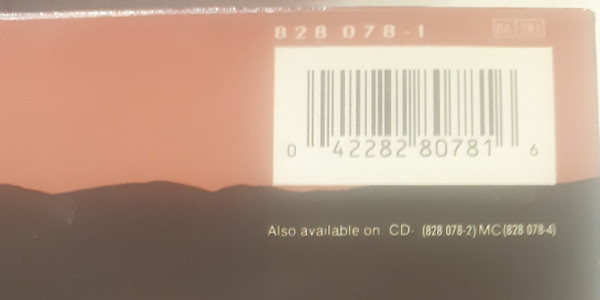 828 078-1
BA 281
0 42282 80781 6
Also available on CD- (828 078-2) MC (828 078-4)